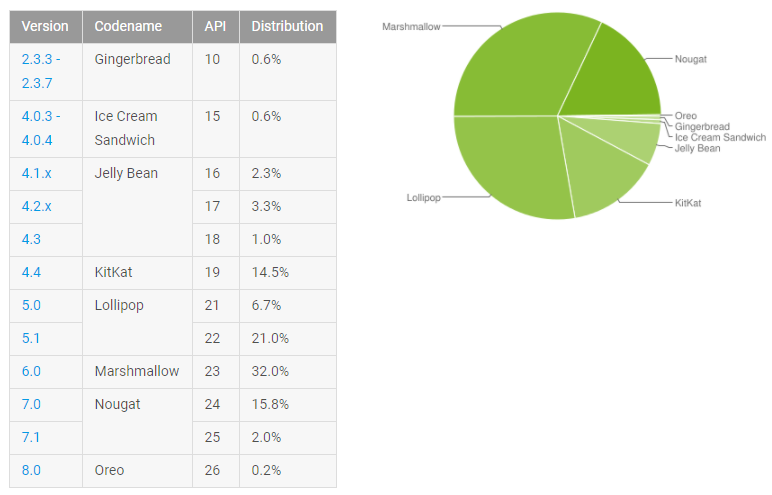 Version Codename API Distribution
2.3.3 - Gingerbread 10 0.6%
2.3.7
4.0.3 - Ice Cream 15 0.6%
4.0.4 Sandwich
4.1.x Jelly Bean 16 2.3%
4.2.x 17 3.3%
4.3 18 1.0%
4.4 KitKat 19 14.5%
5.0 Lollipop 21 6.7%
5.1 22 21.0%
6.0 Marshmallow 23 32.0%
7.0 Nougat 24 15.8%
7.1 25 2.0%
8.0 Oreo 26 0.2%
Marshmallow
Nougat
Oreo
Gingerbread
Ice Cream Sandwich
Jelly Bean
Lollipop
KitKat